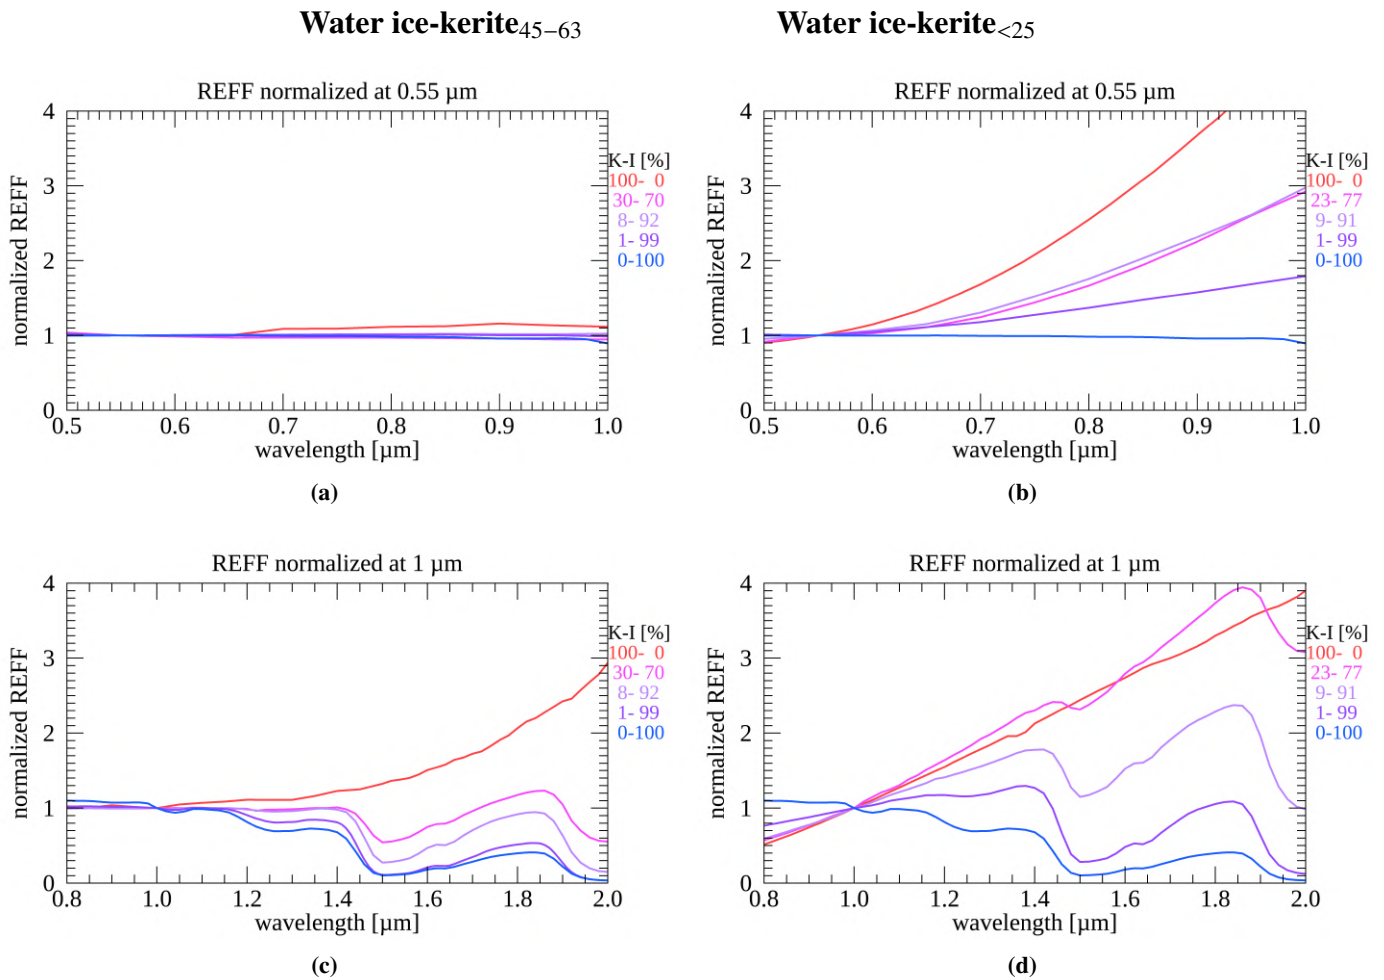 Water ice-kerite45−63
Water ice-kerite<25
REFF normalized at 0.55 µm
normalized REFF
4
3
2
1
0
0.5 0.6 0.7 0.8 0.9 1.0
wavelength [µm]
K-I [%]
100- 0
30- 70
8- 92
1- 99
0-100
(a)
REFF normalized at 0.55 µm
normalized REFF
4
3
2
1
0
0.5 0.6 0.7 0.8 0.9 1.0
wavelength [µm]
K-I [%]
100- 0
23- 77
9- 91
1- 99
0-100
(b)
REFF normalized at 1 µm
normalized REFF
4
3
2
1
0
0.8 1.0 1.2 1.4 1.6 1.8 2.0
wavelength [µm]
K-I [%]
100- 0
30- 70
8- 92
1- 99
0-100
(c)
REFF normalized at 1 µm
normalized REFF
4
3
2
1
0
0.8 1.0 1.2 1.4 1.6 1.8 2.0
wavelength [µm]
K-I [%]
100- 0
23- 77
9- 91
1- 99
0-100
(d)